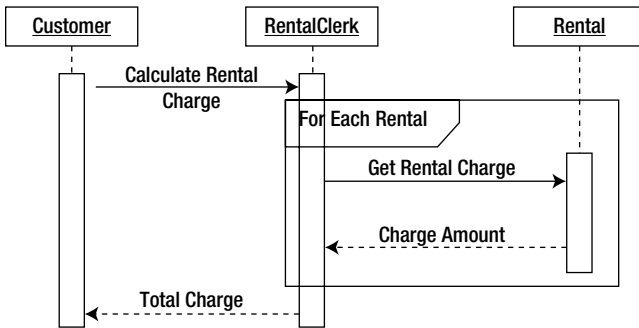 Customer
RentalClerk
Rental
Calculate Rental
Charge
For Each Rental
Get Rental Charge
Charge Amount
Total Charge